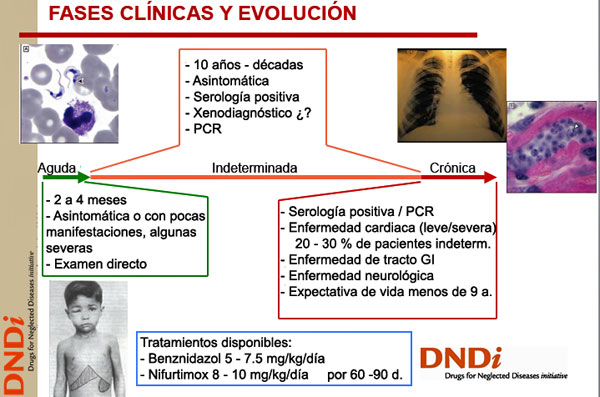 FASES CLÍNICAS Y EVOLUCIÓN
- 10 años - décadas
- Asintomática
- Serología positiva
- Xenodiagnóstico ¿?
- PCR
Aguda
Indeterminada
Crónica
- 2 a 4 meses
- Asintomática o con pocas
manifestaciones, algunas
severas
- Examen directo
- Serología positiva / PCR
- Enfermedad cardiaca (leve/severa)
20 - 30 % de pacientes indeterm.
- Enfermedad de tracto GI
- Enfermedad neurológica
- Expectativa de vida menos de 9 a.
Tratamientos disponibles:
- Benznidazol 5 - 7.5 mg/kg/día
- Nifurtimox 8 - 10 mg/kg/día por 60 -90 d.
DNDi
Drugs for Neglected Diseases initiative
DNDi
Drugs for Neglected Diseases initiative